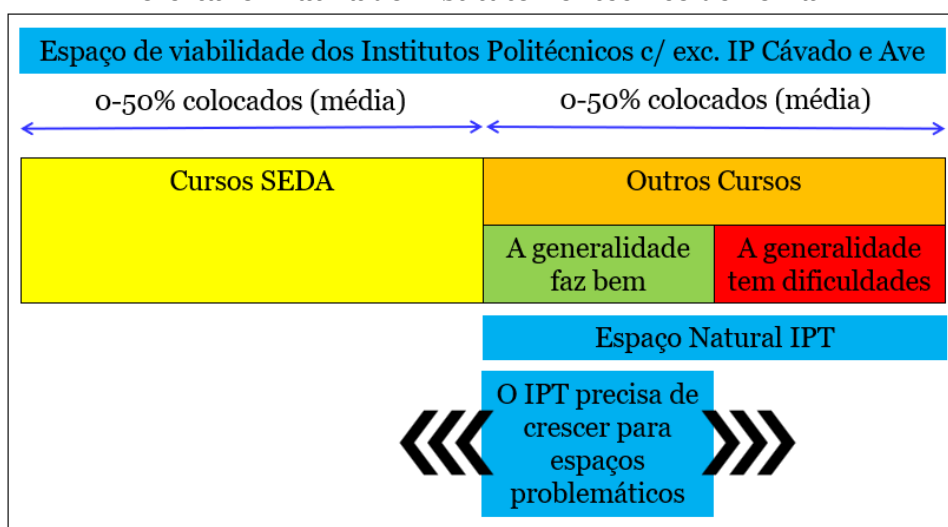 Espaço de viabilidade dos Institutos Politécnicos c/ exc. IP Cávado e Ave
0-50% colocados (média)
0-50% colocados (média)
Cursos SEDA
Outros Cursos
A generalidade
faz bem
A generalidade
tem dificuldades
Espaço Natural IPT
O IPT precisa de
crescer para
espaços
problemáticos